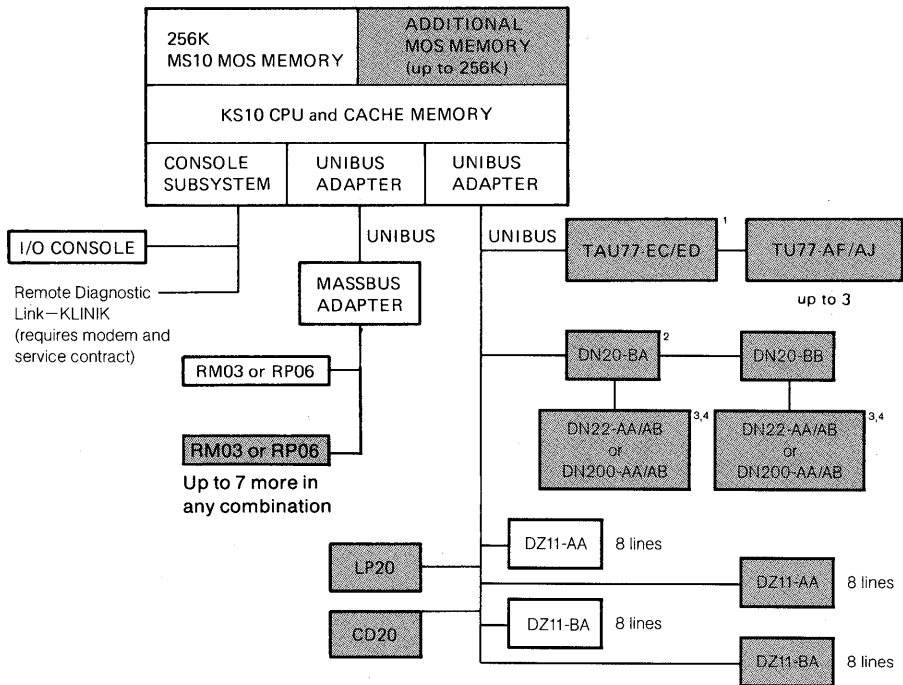 256K
MS10 MOS MEMORY
ADDITIONAL
MOS MEMORY
(up to 256K)
KS10 CPU and CACHE MEMORY
CONSOLE
SUBSYSTEM
UNIBUS
ADAPTER
UNIBUS
ADAPTER
I/O CONSOLE
UNIBUS
UNIBUS
TAU77-EC/ED
1
TU77-AF/AJ
up to 3
Remote Diagnostic
Link—KLINIK
(requires modem and
service contract)
MASSBUS
ADAPTER
RM03 or RP06
DN20-BA
2
DN20-BB
RM03 or RP06
Up to 7 more in
any combination
DN22-AA/AB
or
DN200-AA/AB
3,4
DN22-AA/AB
or
DN200-AA/AB
3,4
DZ11-AA 8 lines
LP20
DZ11-AA 8 lines
CD20
DZ11-BA 8 lines
DZ11-BA 8 lines